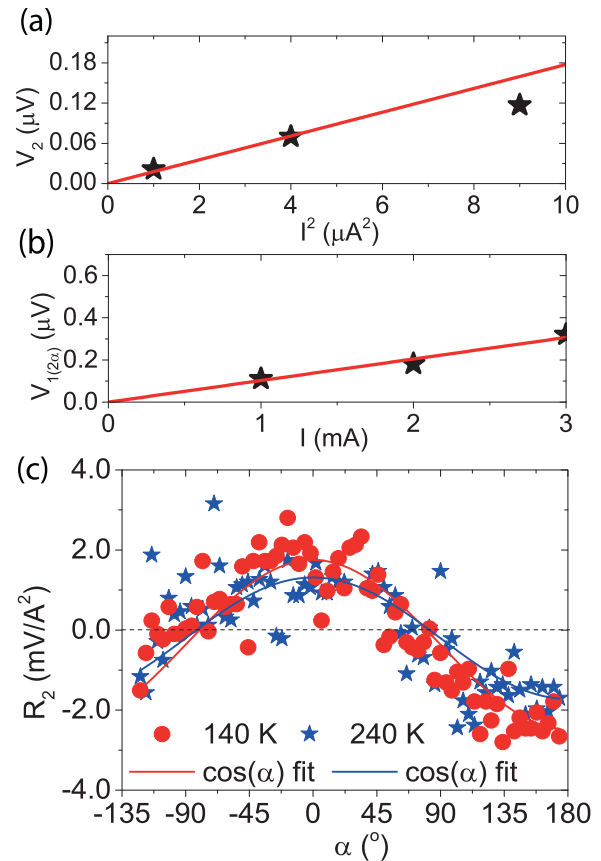 (a)
0.18
0.12
0.06
0.00
V₂ (μV)
0 2 4 6 8 10
I² (μA²)
(b)
0.6
0.4
0.2
0.0
V₁₍₂α₎ (μV)
0 1 2 3
I (mA)
(c)
4.0
2.0
0.0
-2.0
-4.0
R₂ (mV/A²)
140 K 240 K
cos(α) fit cos(α) fit
-135 -90 -45 0 45 90 135 180
α (°)